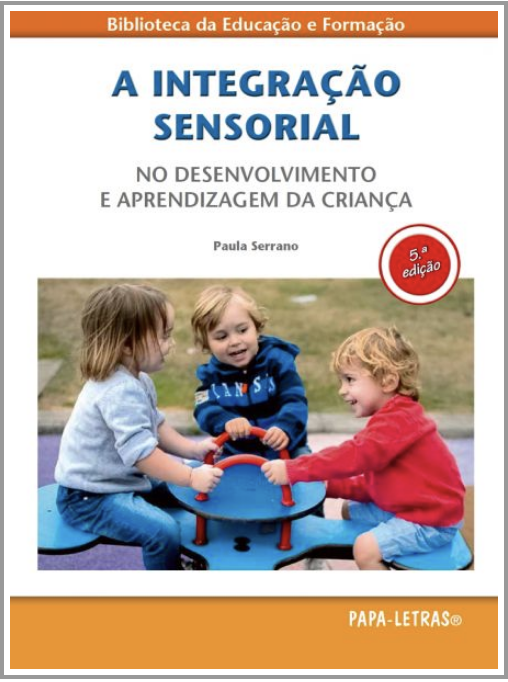 Biblioteca da Educação e Formação
A INTEGRAÇÃO
SENSORIAL
NO DESENVOLVIMENTO
E APRENDIZAGEM DA CRIANÇA
Paula Serrano
5.ª
edição
PAPA-LETRAS®